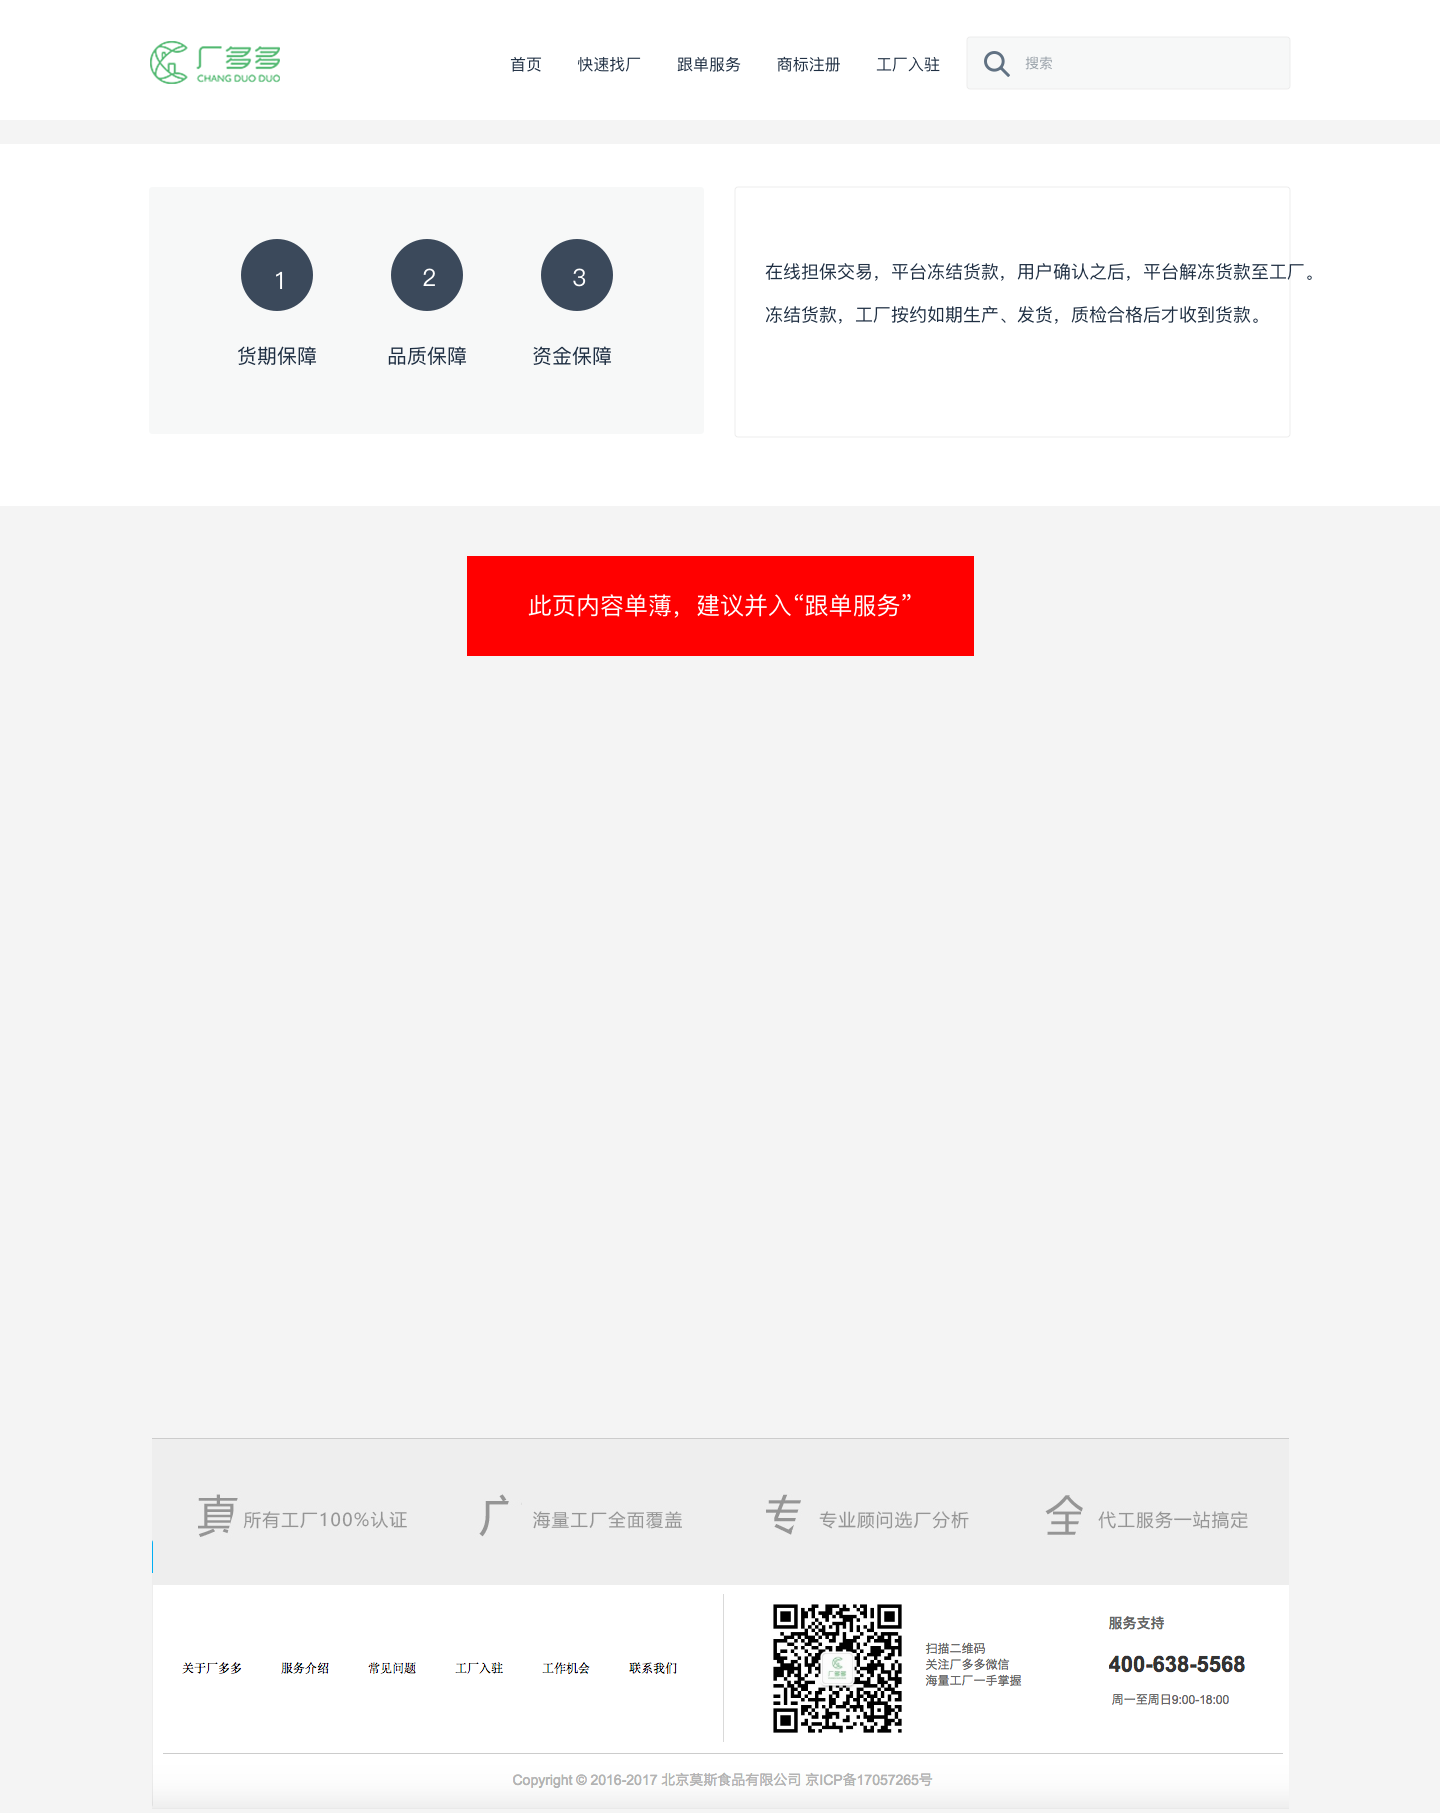 厂多多
CHANG DUO DUO
首页 快速找厂 跟单服务 商标注册 工厂入驻 搜索
1 2 3
货期保障 品质保障 资金保障
在线担保交易，平台冻结货款，用户确认之后，平台解冻货款至工厂。
冻结货款，工厂按约如期生产、发货，质检合格后才收到货款。
此页内容单薄，建议并入“跟单服务”
真 所有工厂100%认证 广 海量工厂全面覆盖 专 专业顾问选厂分析 全 代工服务一站搞定
关于厂多多 服务介绍 常见问题 工厂入驻 工作机会 联系我们
厂多多
扫描二维码
关注厂多多微信
海量工厂一手掌握
服务支持
400-638-5568
周一至周日9:00-18:00
Copyright © 2016-2017 北京莫斯食品有限公司 京ICP备17057265号